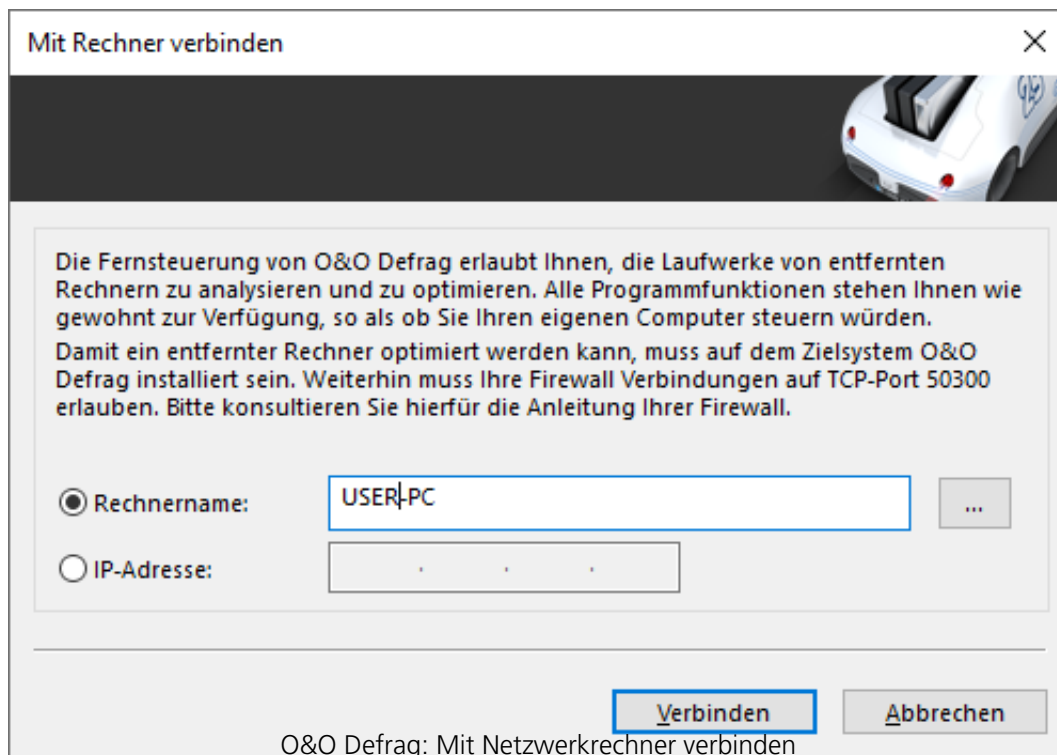 Mit Rechner verbinden
Die Fernsteuerung von O&O Defrag erlaubt Ihnen, die Laufwerke von entfernten
Rechnern zu analysieren und zu optimieren. Alle Programmfunktionen stehen Ihnen wie
gewohnt zur Verfügung, so als ob Sie Ihren eigenen Computer steuern würden.
Damit ein entfernter Rechner optimiert werden kann, muss auf dem Zielsystem O&O
Defrag installiert sein. Weiterhin muss Ihre Firewall Verbindungen auf TCP-Port 50300
erlauben. Bitte konsultieren Sie hierfür die Anleitung Ihrer Firewall.
Rechnername: USER-PC ...
IP-Adresse: . . .
Verbinden Abbrechen
O&O Defrag: Mit Netzwerkrechner verbinden